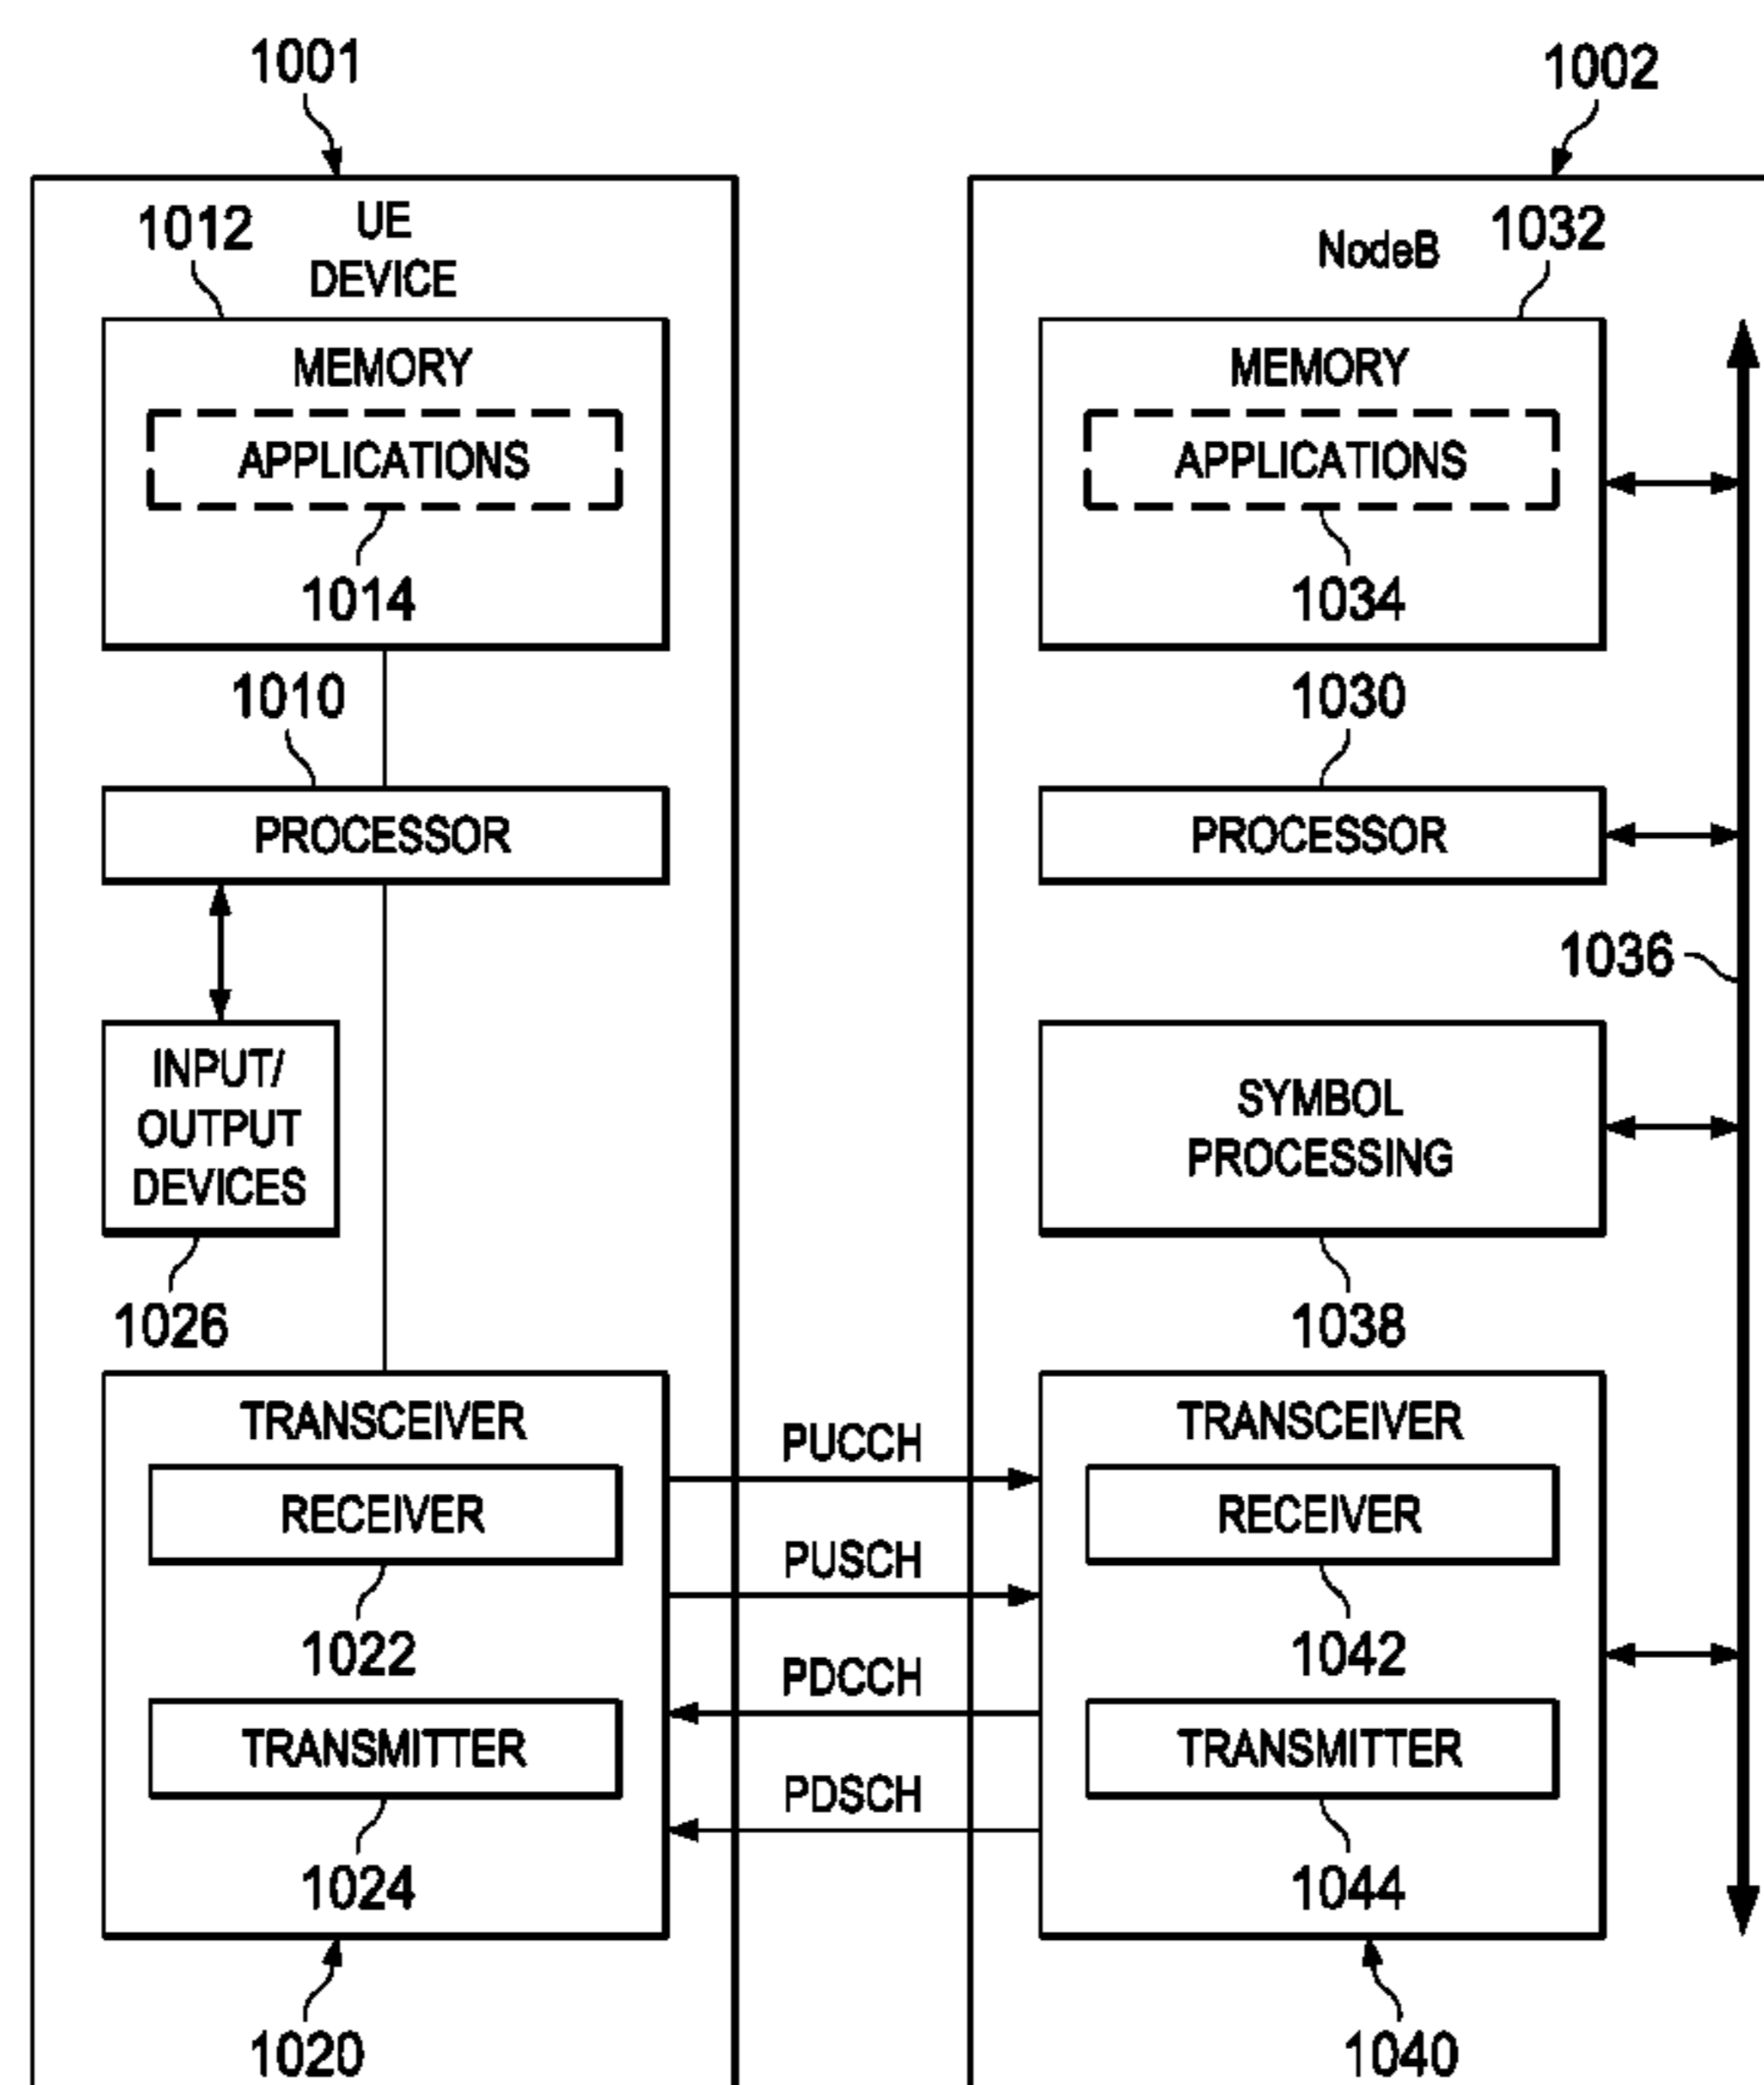 1001
1002
UE
DEVICE
1012
NodeB
1032
MEMORY
APPLICATIONS
1014
MEMORY
APPLICATIONS
1034
1010
PROCESSOR
1030
PROCESSOR
1036
INPUT/
OUTPUT
DEVICES
1026
SYMBOL
PROCESSING
1038
TRANSCEIVER
RECEIVER
1022
TRANSMITTER
1024
1020
PUCCH
PUSCH
PDCCH
PDSCH
TRANSCEIVER
RECEIVER
1042
TRANSMITTER
1044
1040